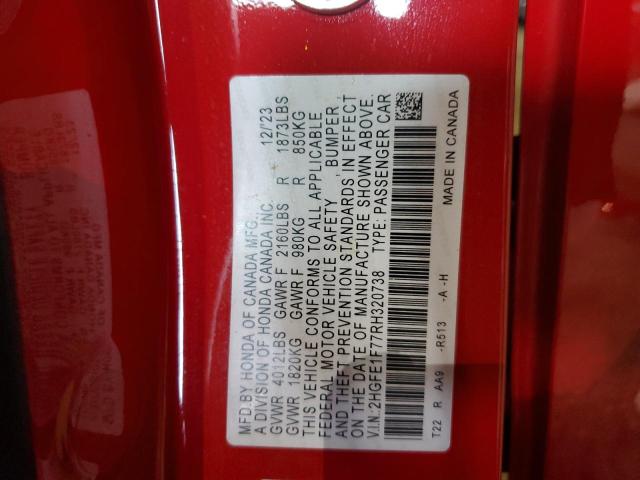 MFD.BY HONDA OF CANADA MFG. 12/'23
A DIVISION OF HONDA CANADA INC.
GVWR 4012LBS GAWR F 2160LBS R 1873LBS
GVWR 1820KG GAWR F 980KG R 850KG
THIS VEHICLE CONFORMS TO ALL APPLICABLE
FEDERAL MOTOR VEHICLE SAFETY, BUMPER,
AND THEFT PREVENTION STANDARDS IN EFFECT
ON THE DATE OF MANUFACTURE SHOWN ABOVE.
V.I.N.:2HGFE1F77RH320738 TYPE: PASSENGER CAR
T22 R AA9 -R513 -A -H MADE IN CANADA